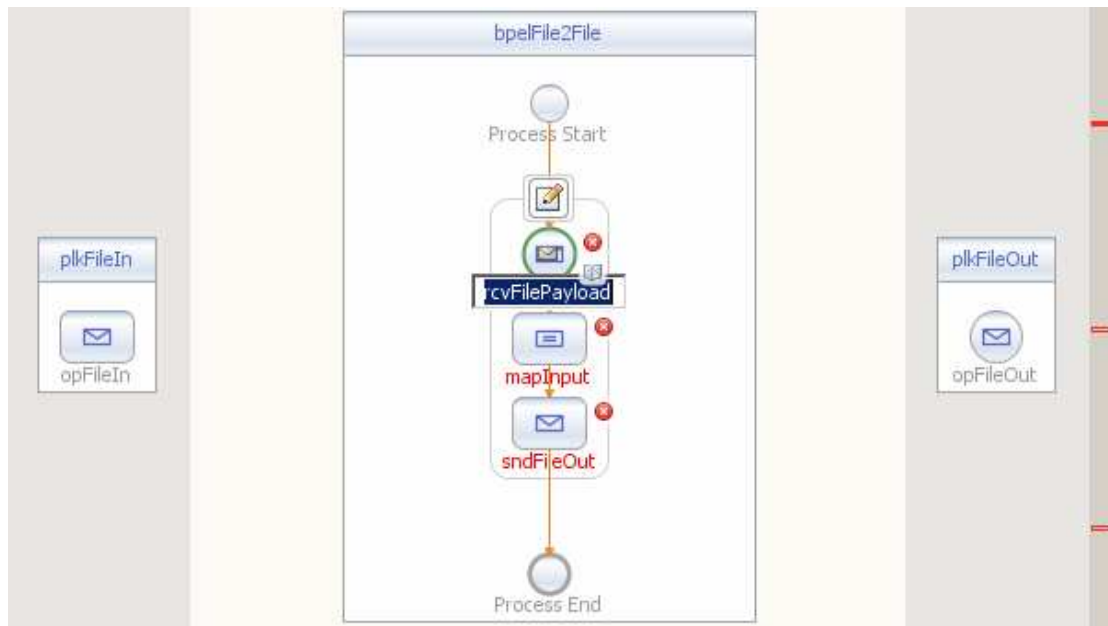 bpelFile2File
Process Start
plkFileIn
opFileIn
rcvFilePayload
mapInput
sndFileOut
plkFileOut
opFileOut
Process End